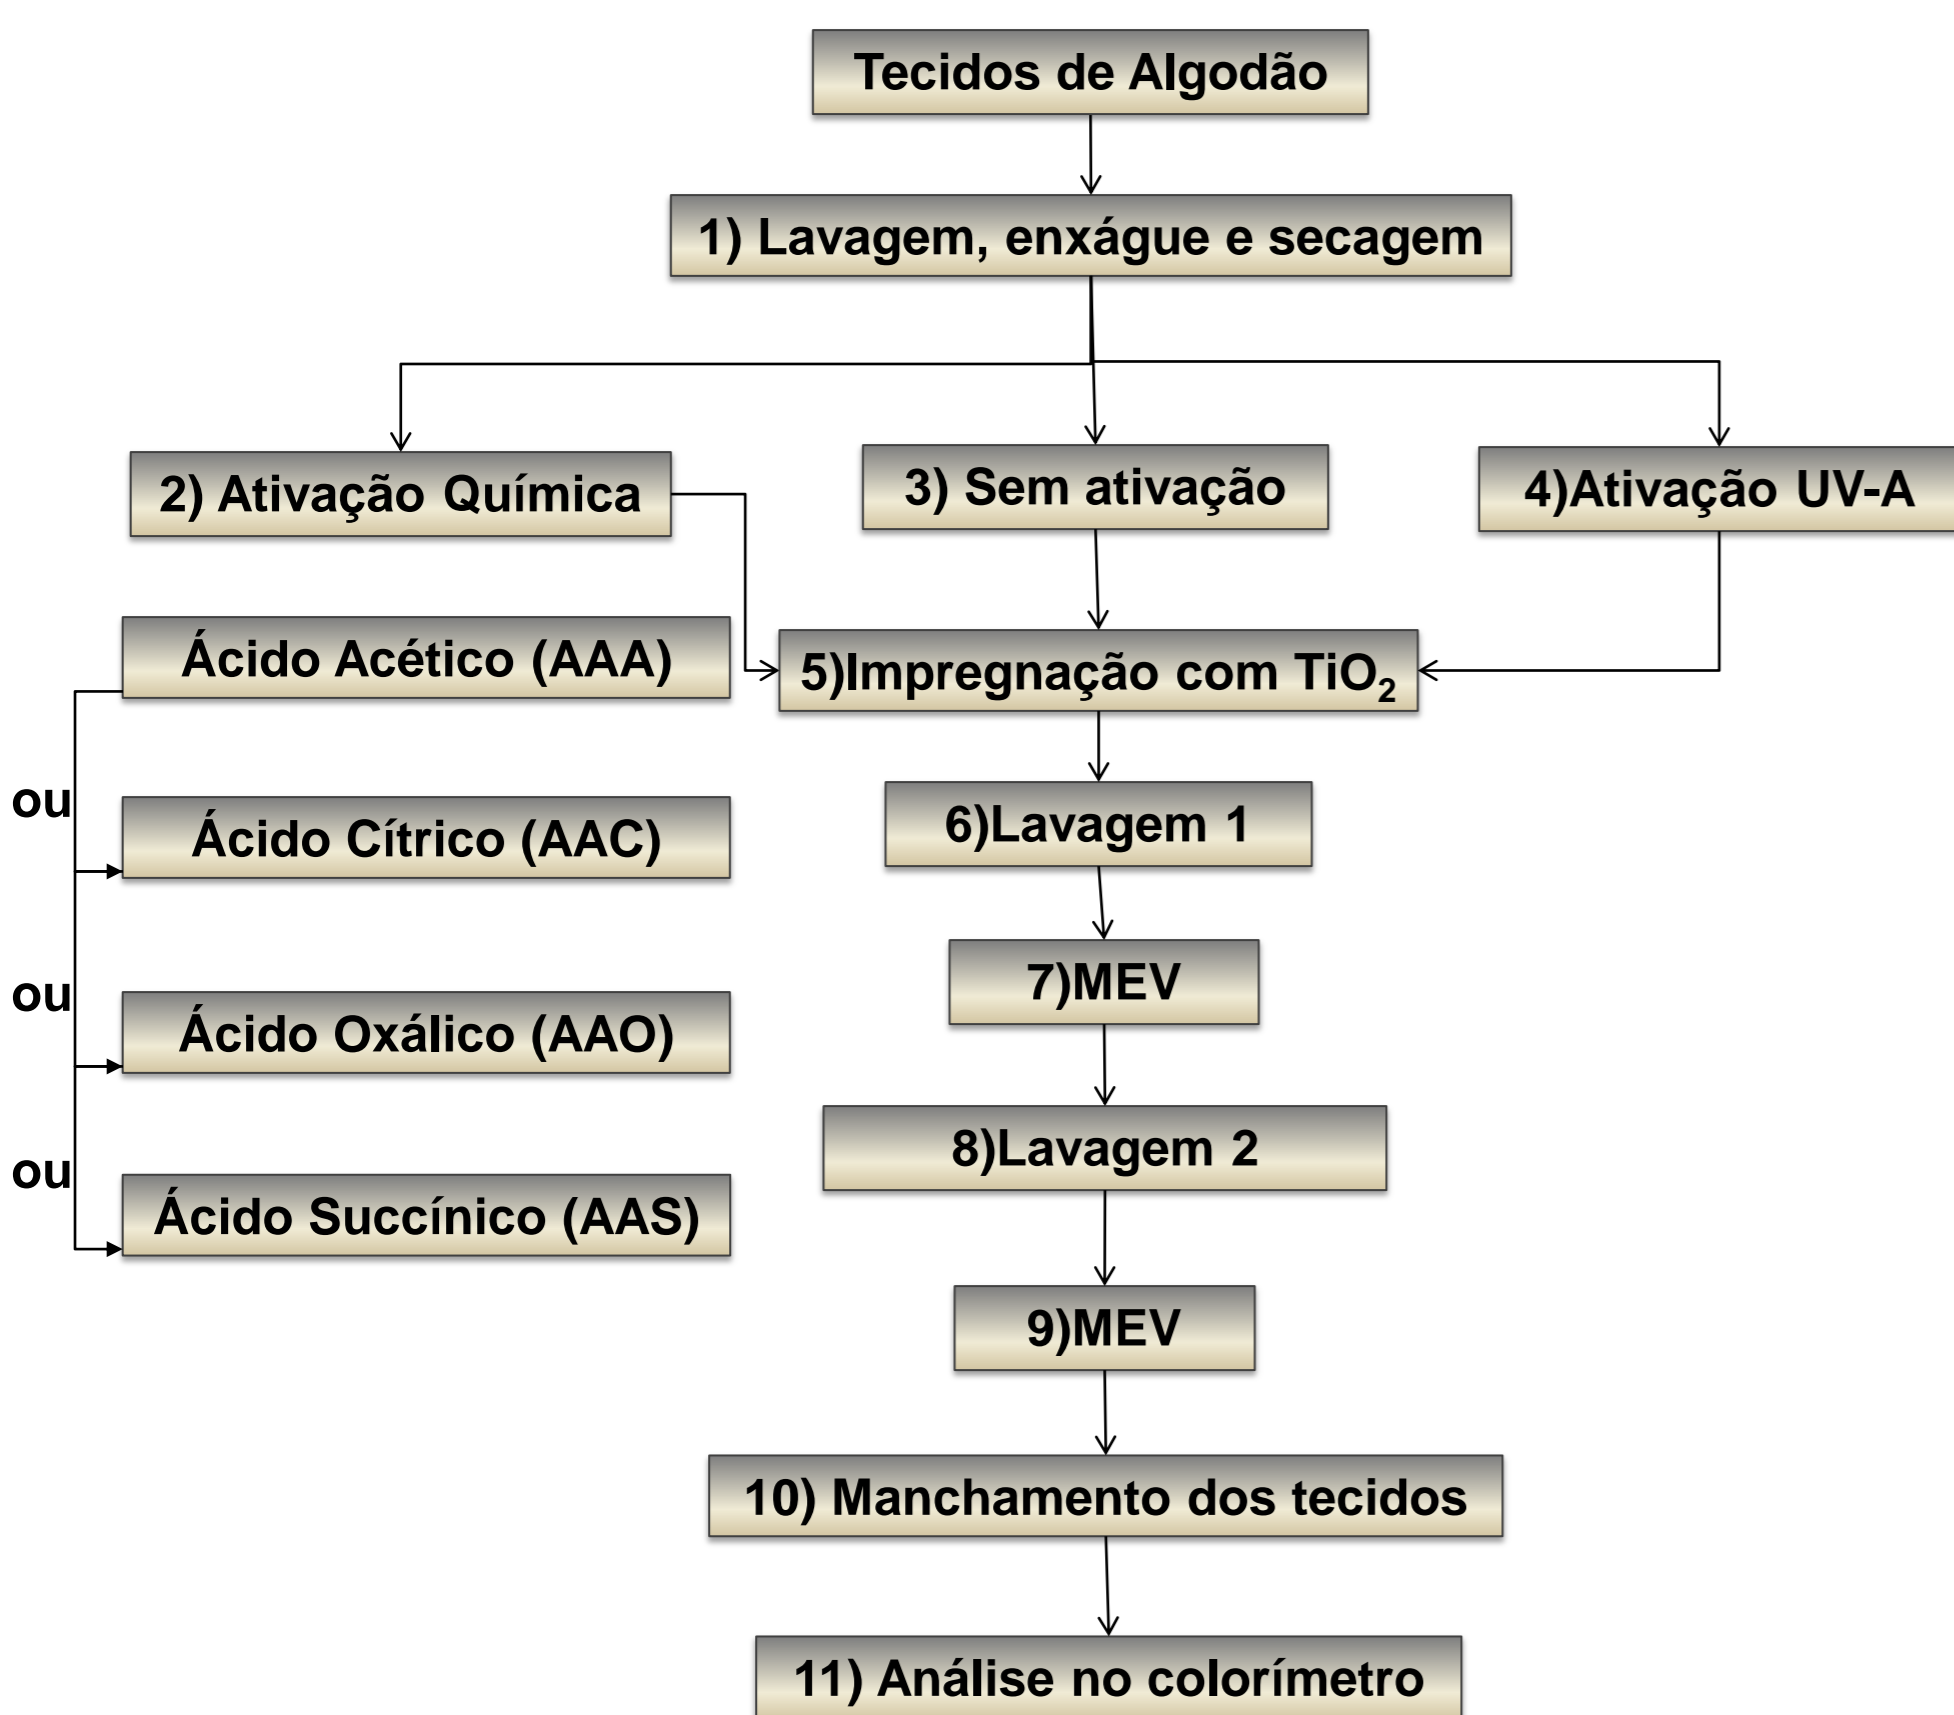 Tecidos de Algodão
1) Lavagem, enxágue e secagem
2) Ativação Química
3) Sem ativação
4)Ativação UV-A
Ácido Acético (AAA)
5)Impregnação com TiO₂
ou
Ácido Cítrico (AAC)
6)Lavagem 1
7)MEV
ou
Ácido Oxálico (AAO)
8)Lavagem 2
ou
Ácido Succínico (AAS)
9)MEV
10) Manchamento dos tecidos
11) Análise no colorímetro